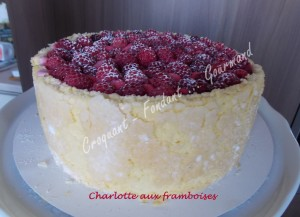 Croquant - Fondant - Gourmand
Charlotte aux framboises